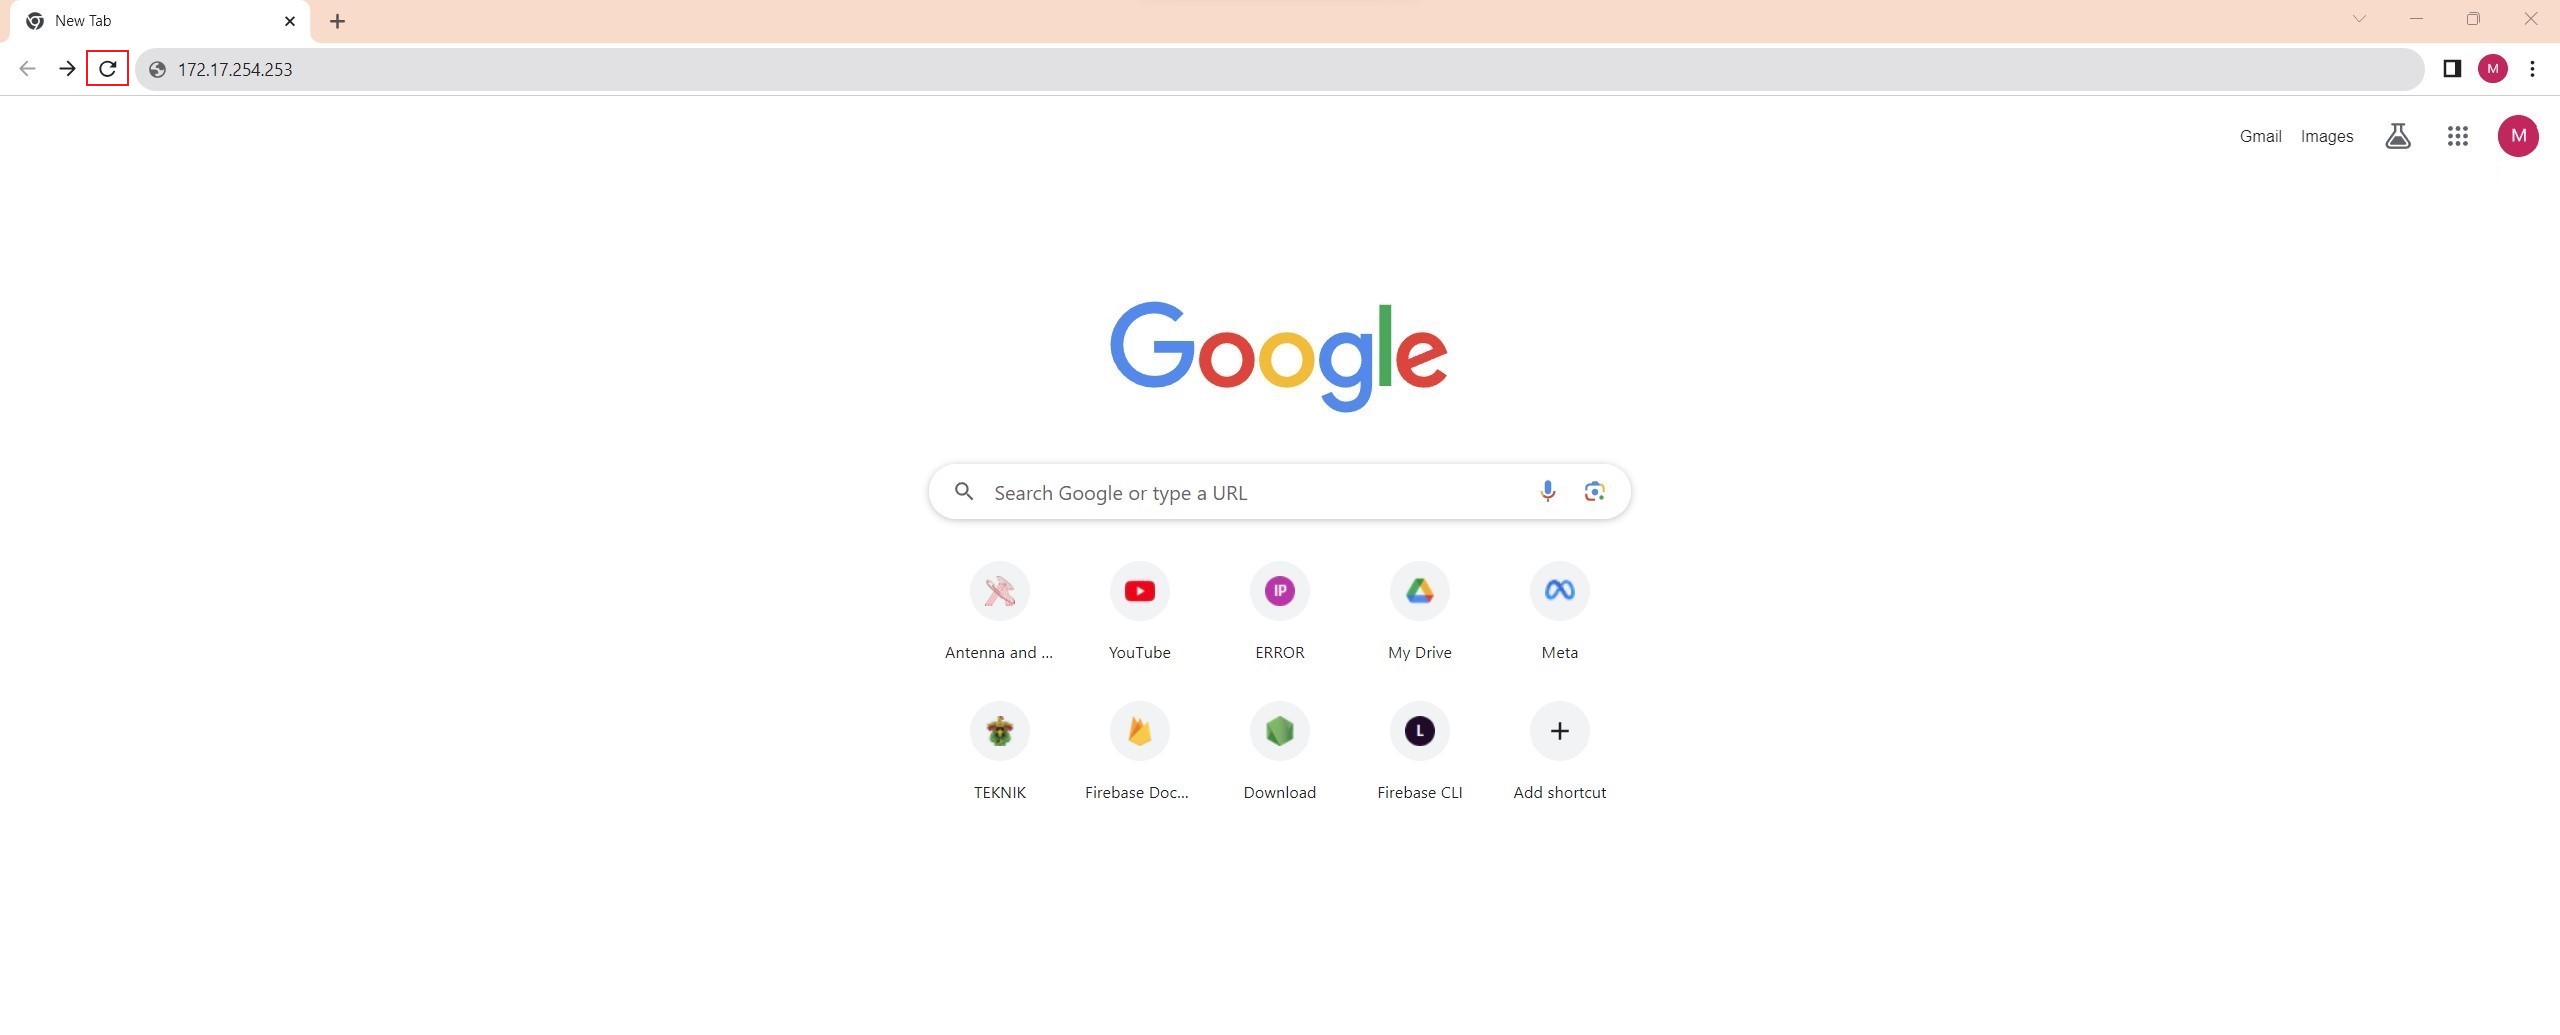 New Tab
172.17.254.253
M
Gmail Images
M
Google
Search Google or type a URL
IP
Antenna and ... YouTube ERROR My Drive Meta
L
TEKNIK Firebase Doc... Download Firebase CLI Add shortcut